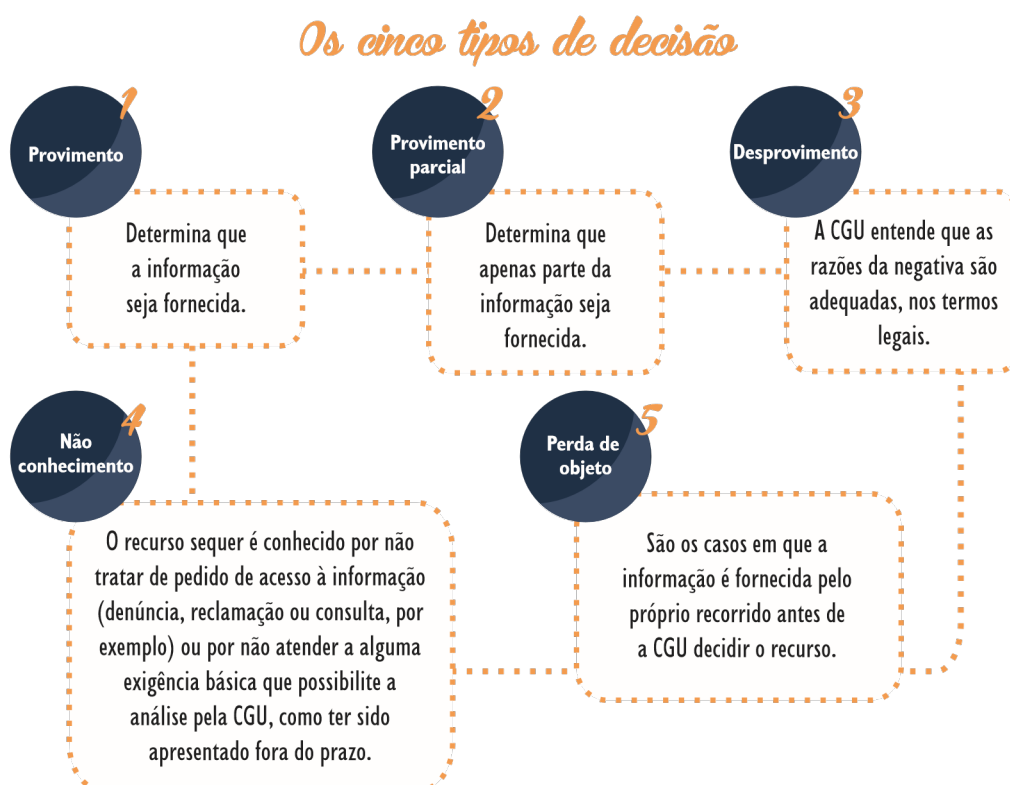 Os cinco tipos de decisão
1
Provimento
Determina que
a informação
seja fornecida.
2
Provimento
parcial
Determina que
apenas parte da
informação seja
fornecida.
3
Desprovimento
A CGU entende que as
razões da negativa são
adequadas, nos termos
legais.
4
Não
conhecimento
O recurso sequer é conhecido por não
tratar de pedido de acesso à informação
(denúncia, reclamação ou consulta, por
exemplo) ou por não atender a alguma
exigência básica que possibilite a
análise pela CGU, como ter sido
apresentado fora do prazo.
5
Perda de
objeto
São os casos em que a
informação é fornecida pelo
próprio recorrido antes de
a CGU decidir o recurso.